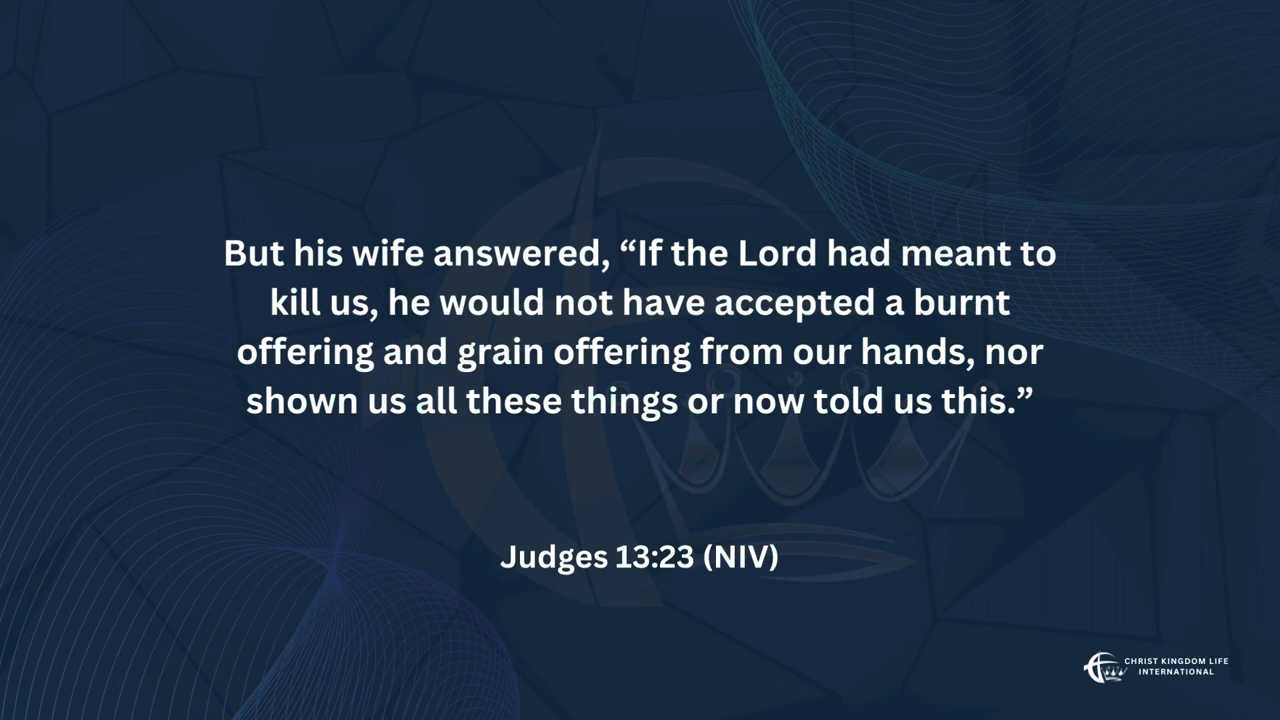 But his wife answered, “If the Lord had meant to
kill us, he would not have accepted a burnt
offering and grain offering from our hands, nor
shown us all these things or now told us this.”
Judges 13:23 (NIV)
CHRIST KINGDOM LIFE
INTERNATIONAL